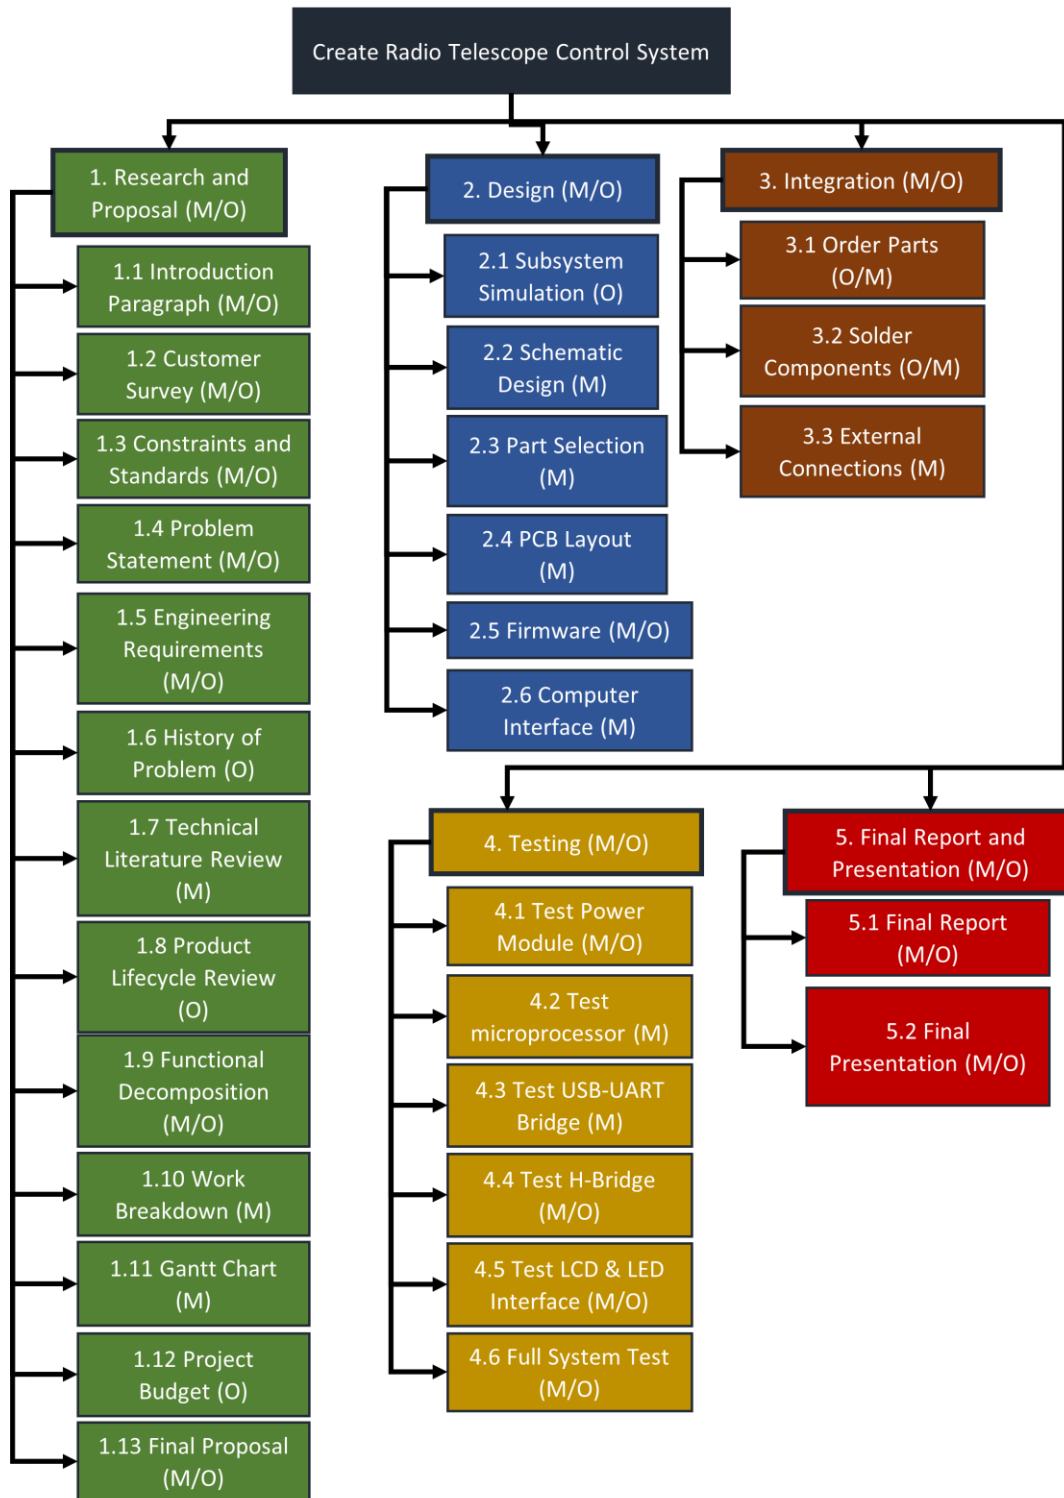 Create Radio Telescope Control System
1. Research and
Proposal (M/O)
1.1 Introduction
Paragraph (M/O)
1.2 Customer
Survey (M/O)
1.3 Constraints and
Standards (M/O)
1.4 Problem
Statement (M/O)
1.5 Engineering
Requirements
(M/O)
1.6 History of
Problem (O)
1.7 Technical
Literature Review
(M)
1.8 Product
Lifecycle Review
(O)
1.9 Functional
Decomposition
(M/O)
1.10 Work
Breakdown (M)
1.11 Gantt Chart
(M)
1.12 Project
Budget (O)
1.13 Final Proposal
(M/O)
2. Design (M/O)
2.1 Subsystem
Simulation (O)
2.2 Schematic
Design (M)
2.3 Part Selection
(M)
2.4 PCB Layout
(M)
2.5 Firmware (M/O)
2.6 Computer
Interface (M)
3. Integration (M/O)
3.1 Order Parts
(O/M)
3.2 Solder
Components (O/M)
3.3 External
Connections (M)
4. Testing (M/O)
4.1 Test Power
Module (M/O)
4.2 Test
microprocessor (M)
4.3 Test USB-UART
Bridge (M)
4.4 Test H-Bridge
(M/O)
4.5 Test LCD & LED
Interface (M/O)
4.6 Full System Test
(M/O)
5. Final Report and
Presentation (M/O)
5.1 Final Report
(M/O)
5.2 Final
Presentation (M/O)